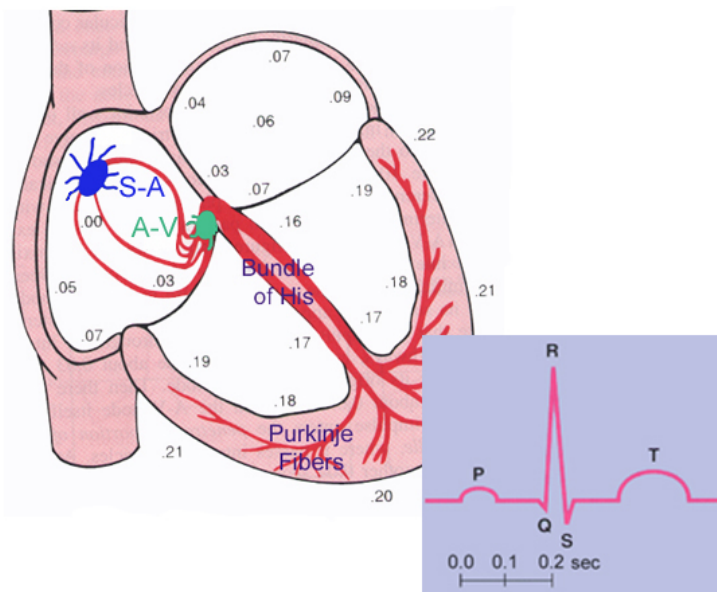 .07
.04
.09
.06
.22
.03
.07
.19
S-A
.00
A-V
.16
Bundle
of His
.18
.21
.05
.03
.17
.07
.17
.19
.18
Purkinje
Fibers
.21
.20
R
P
T
Q
S
0.0 0.1 0.2 sec